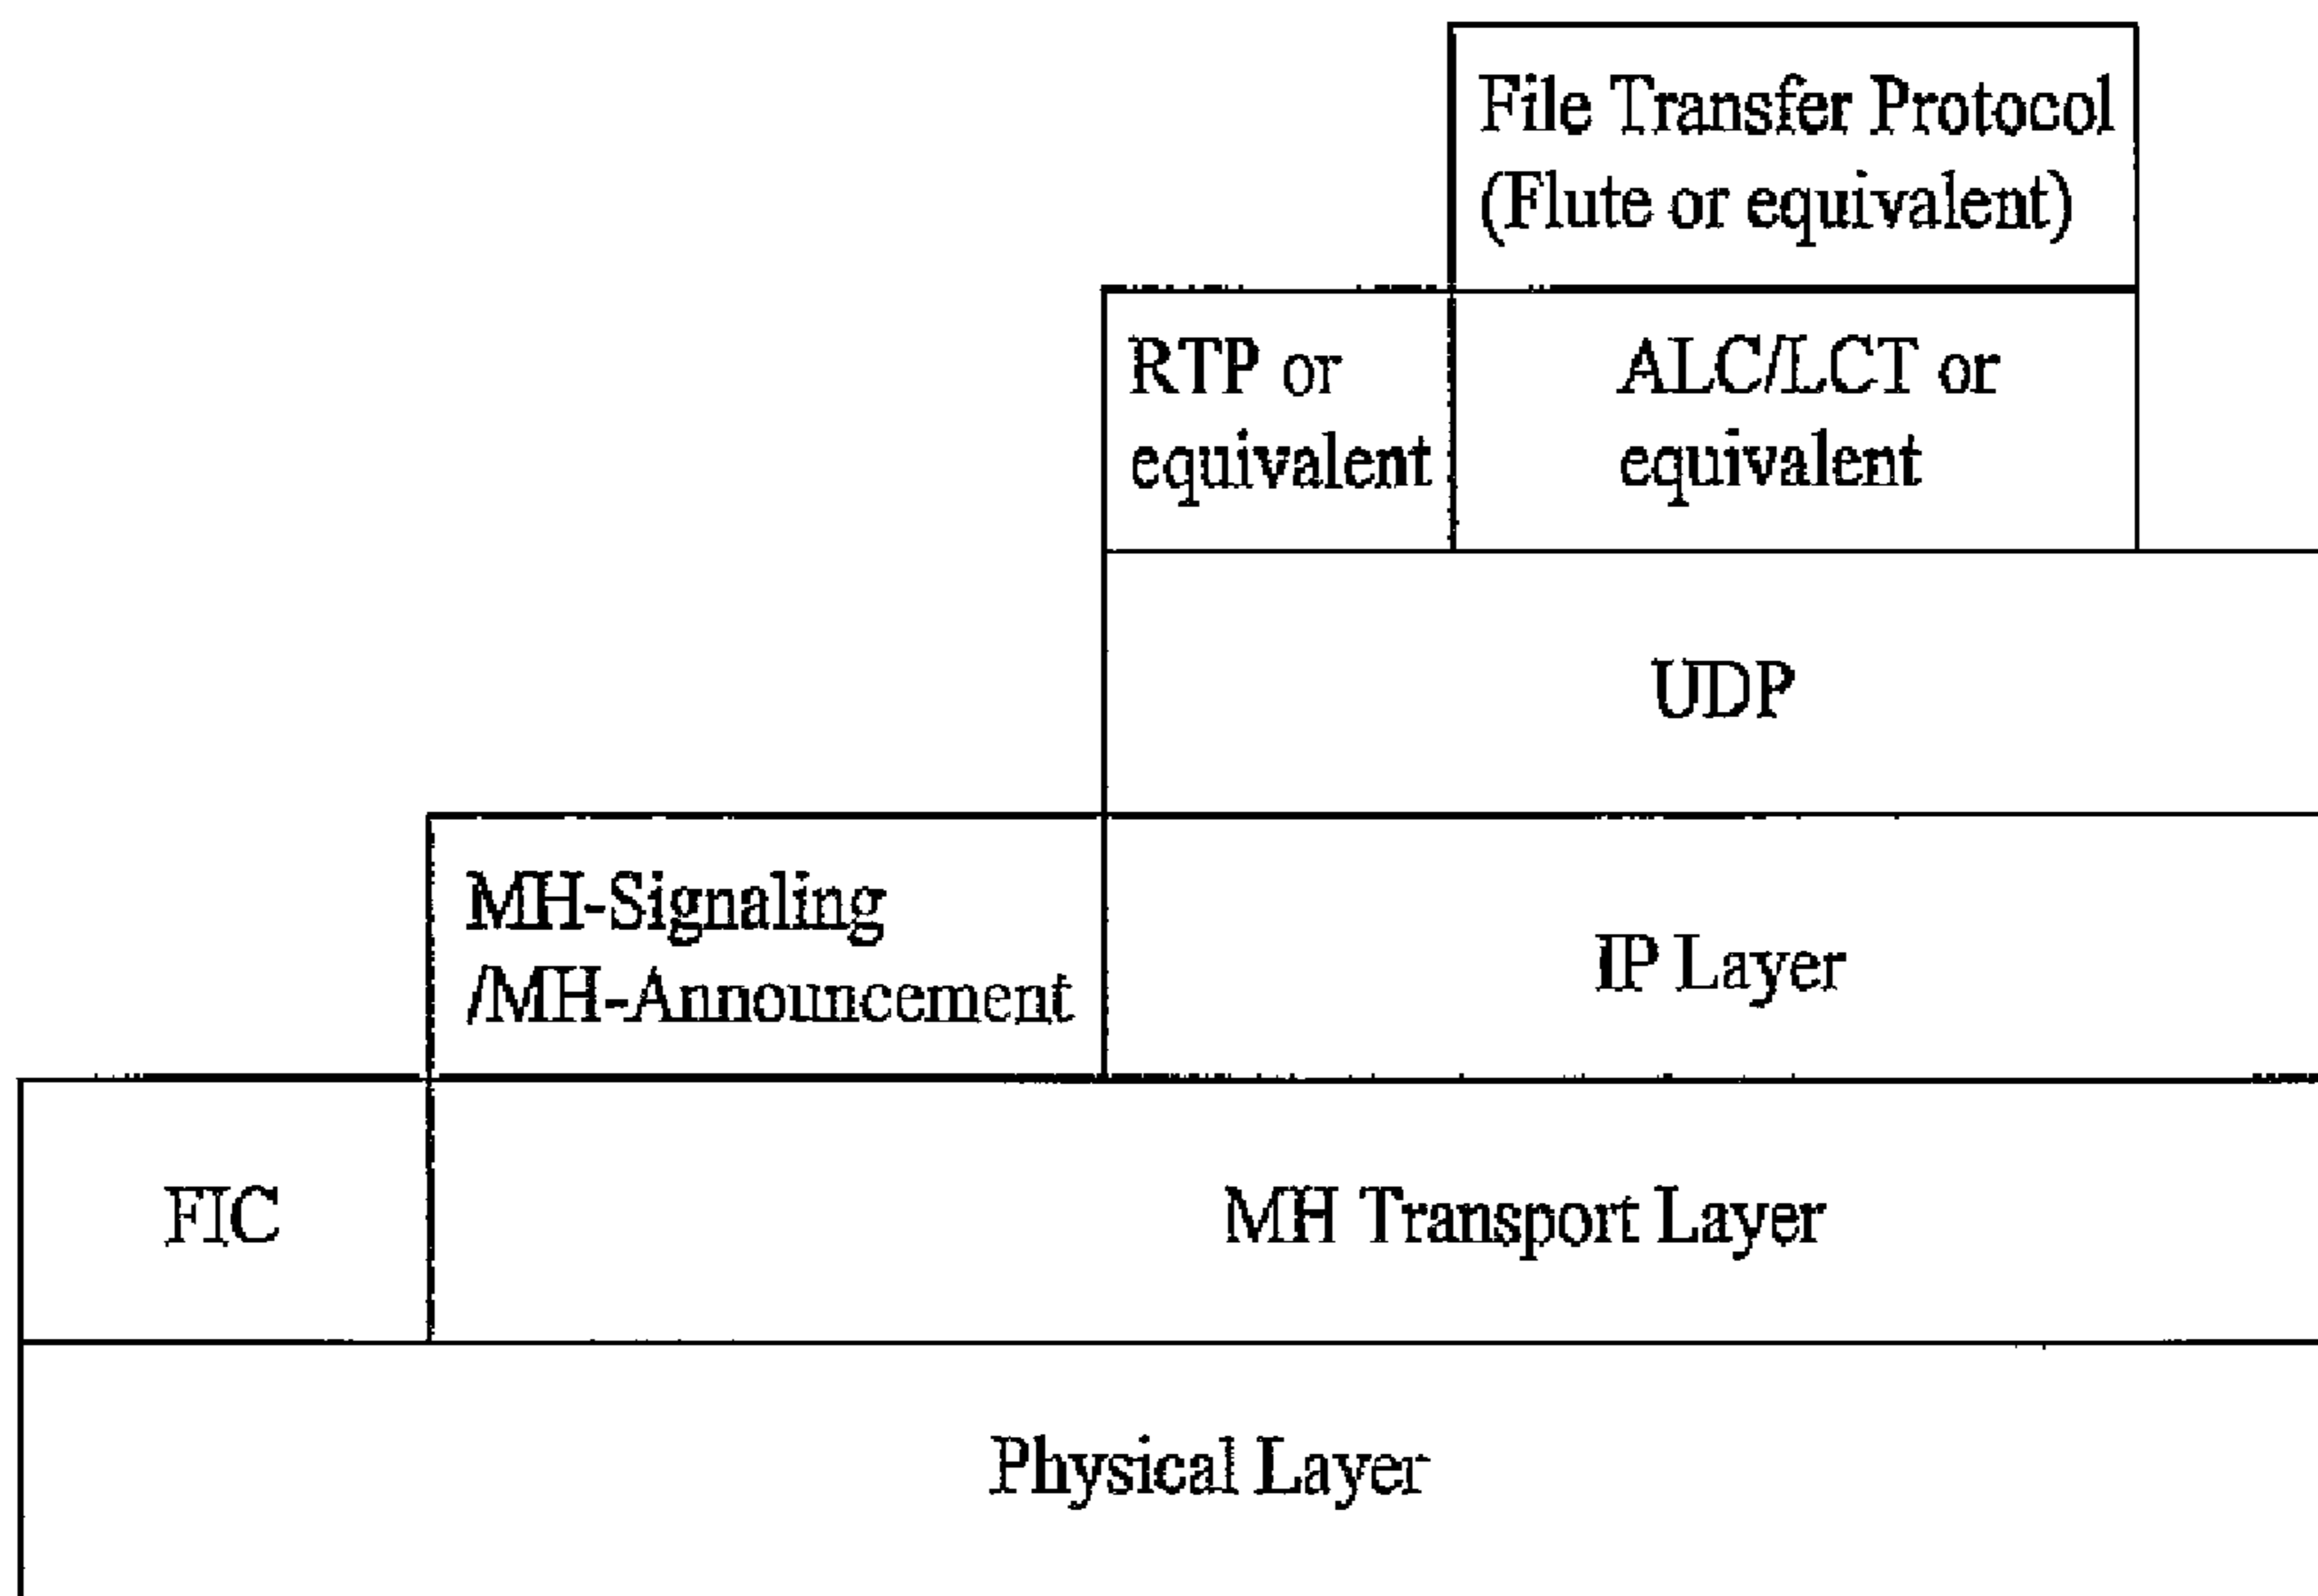 File Transfer Protocol
(Flute or equivalent)
RTP or
equivalent
ALC/LCT or
equivalent
UDP
MH-Signaling
/MH-Announcement
IP Layer
FIC
MH Transport Layer
Physical Layer